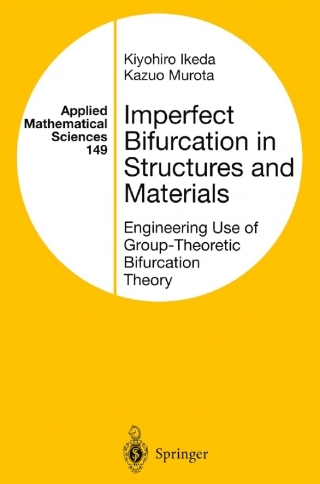 Kiyohiro Ikeda
Kazuo Murota
Applied
Mathematical
Sciences
149
Imperfect
Bifurcation in
Structures and
Materials
Engineering Use of
Group-Theoretic
Bifurcation
Theory
Springer